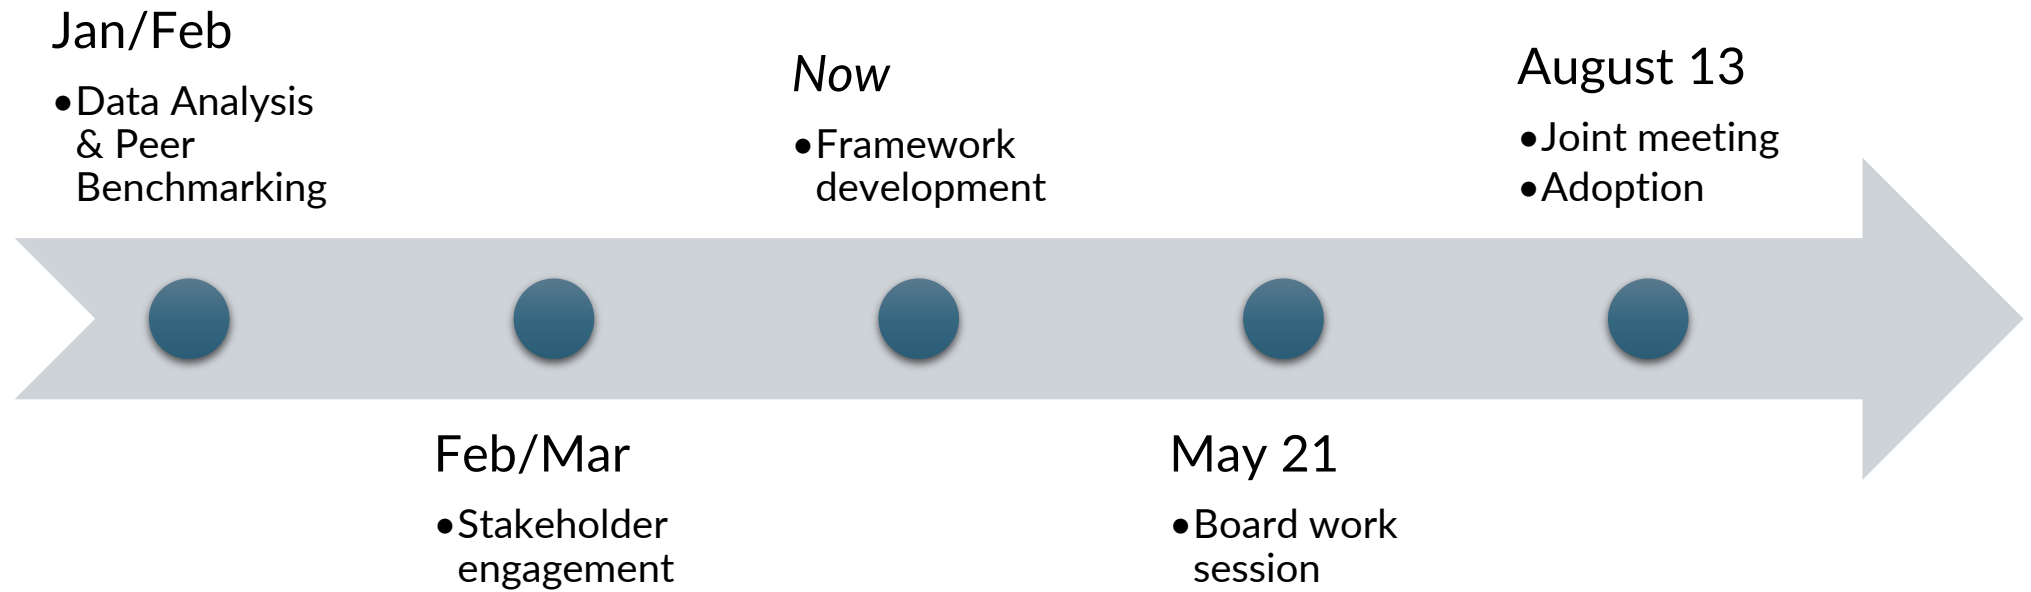 Jan/Feb
•Data Analysis
& Peer
Benchmarking
Feb/Mar
•Stakeholder
engagement
Now
•Framework
development
May 21
•Board work
session
August 13
•Joint meeting
•Adoption